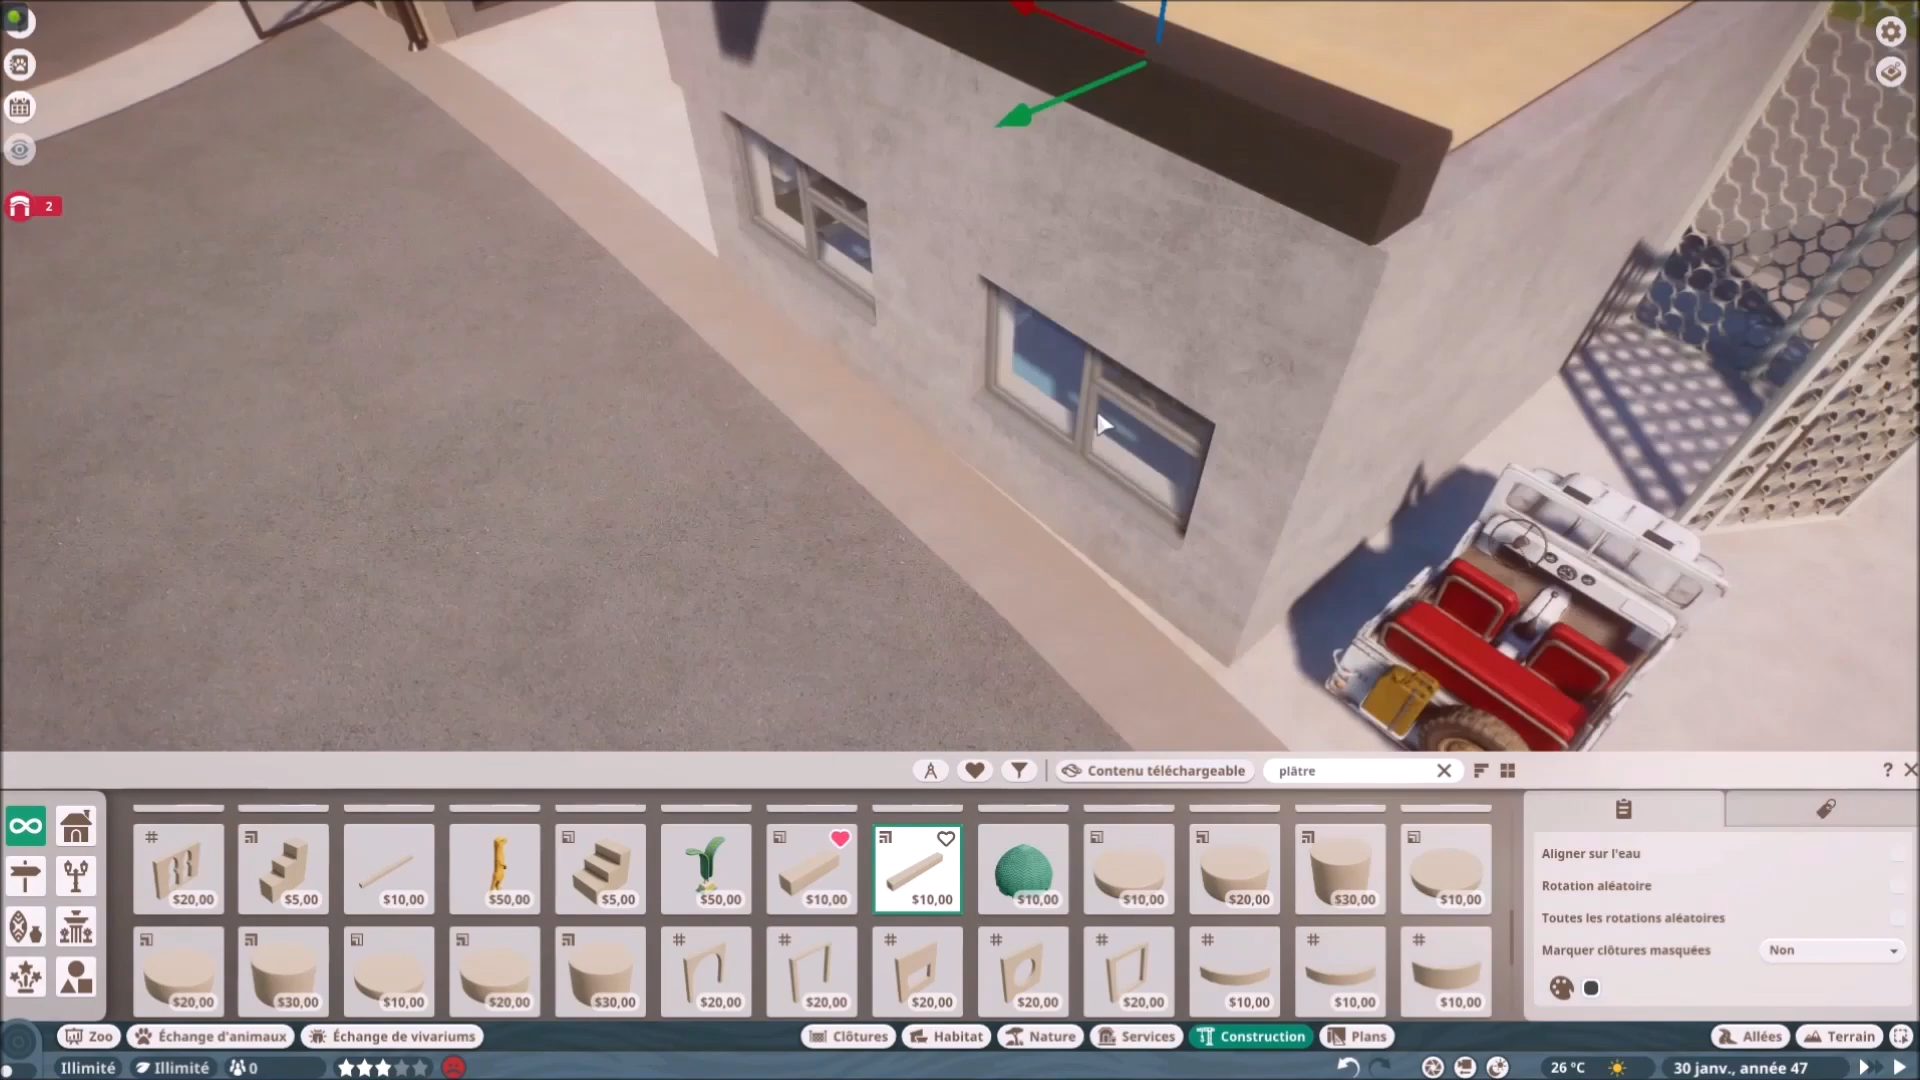 2
Contenu téléchargeable
plâtre
?
$20,00
$5,00
$10,00
$50,00
$5,00
$50,00
$10,00
$10,00
$10,00
$10,00
$20,00
$30,00
$10,00
$20,00
$30,00
$10,00
$20,00
$30,00
$20,00
$20,00
$20,00
$20,00
$20,00
$10,00
$10,00
$10,00
Aligner sur l'eau
Rotation aléatoire
Toutes les rotations aléatoires
Marquer clôtures masquées
Non
Zoo
Échange d'animaux
Échange de vivariums
Clôtures
Habitat
Nature
Services
Construction
Plans
Allées
Terrain
Illimité
Illimité
0
26 °C
30 janv., année 47